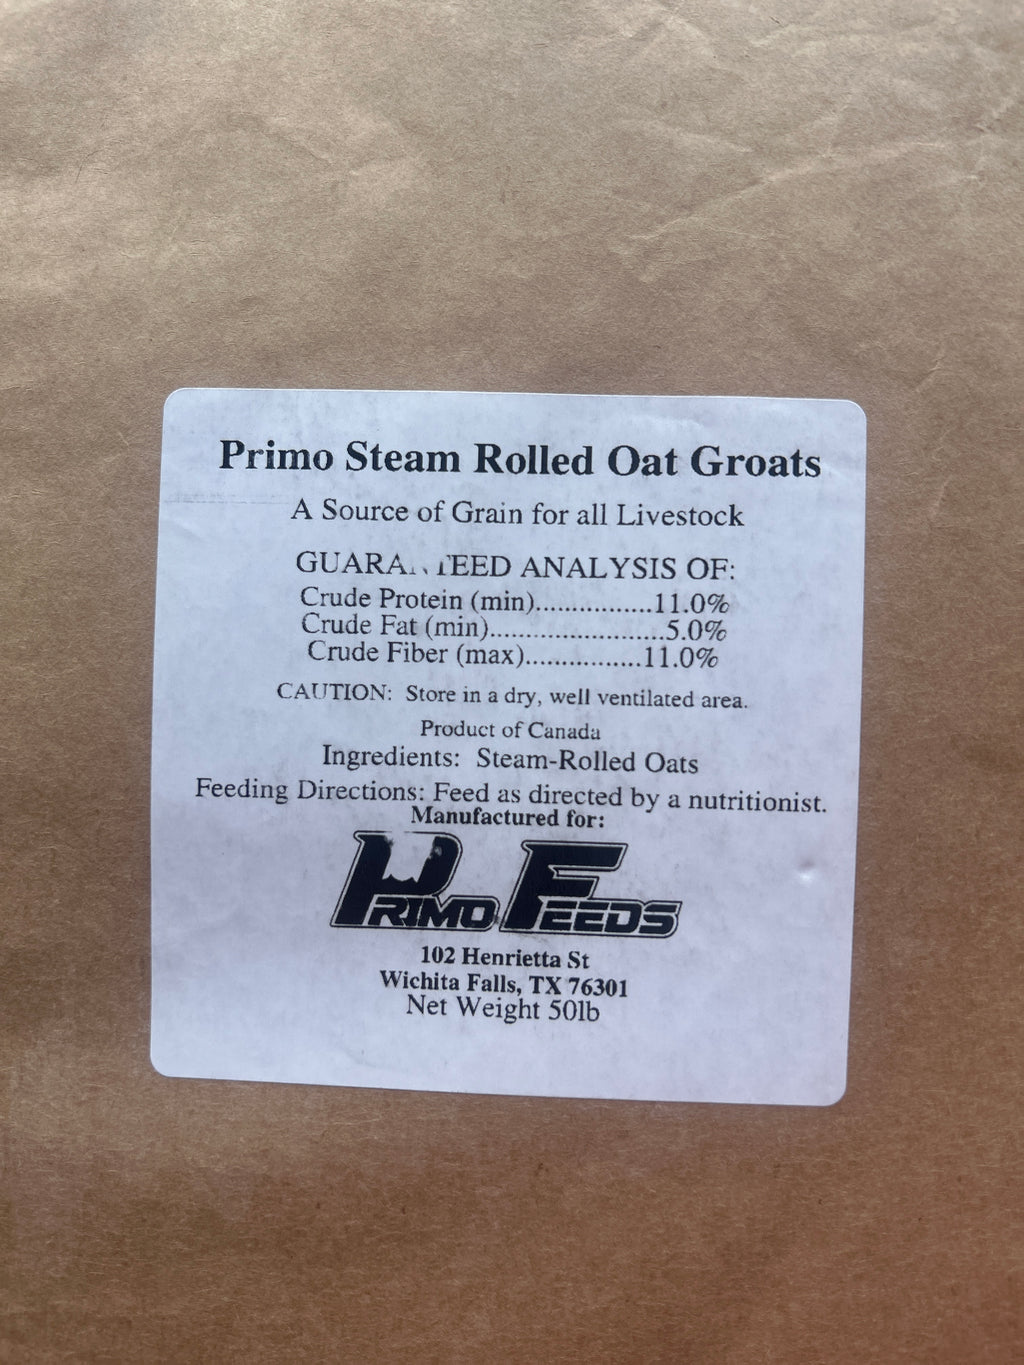 Primo Steam Rolled Oat Groats
A Source of Grain for all Livestock
GUARANTEED ANALYSIS OF:
Crude Protein (min)................11.0%
Crude Fat (min)........................5.0%
Crude Fiber (max)................11.0%
CAUTION: Store in a dry, well ventilated area.
Product of Canada
Ingredients: Steam-Rolled Oats
Feeding Directions: Feed as directed by a nutritionist.
Manufactured for:
PRIMO FEEDS
102 Henrietta St
Wichita Falls, TX 76301
Net Weight 50lb